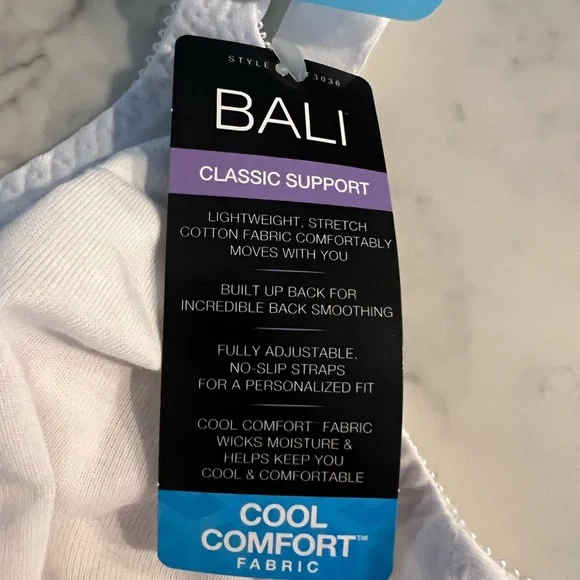 STYLE 3036
BALI
CLASSIC SUPPORT
LIGHTWEIGHT, STRETCH
COTTON FABRIC COMFORTABLY
MOVES WITH YOU
BUILT UP BACK FOR
INCREDIBLE BACK SMOOTHING
FULLY ADJUSTABLE,
NO-SLIP STRAPS
FOR A PERSONALIZED FIT
COOL COMFORT™ FABRIC
WICKS MOISTURE &
HELPS KEEP YOU
COOL & COMFORTABLE
COOL
COMFORT™
FABRIC